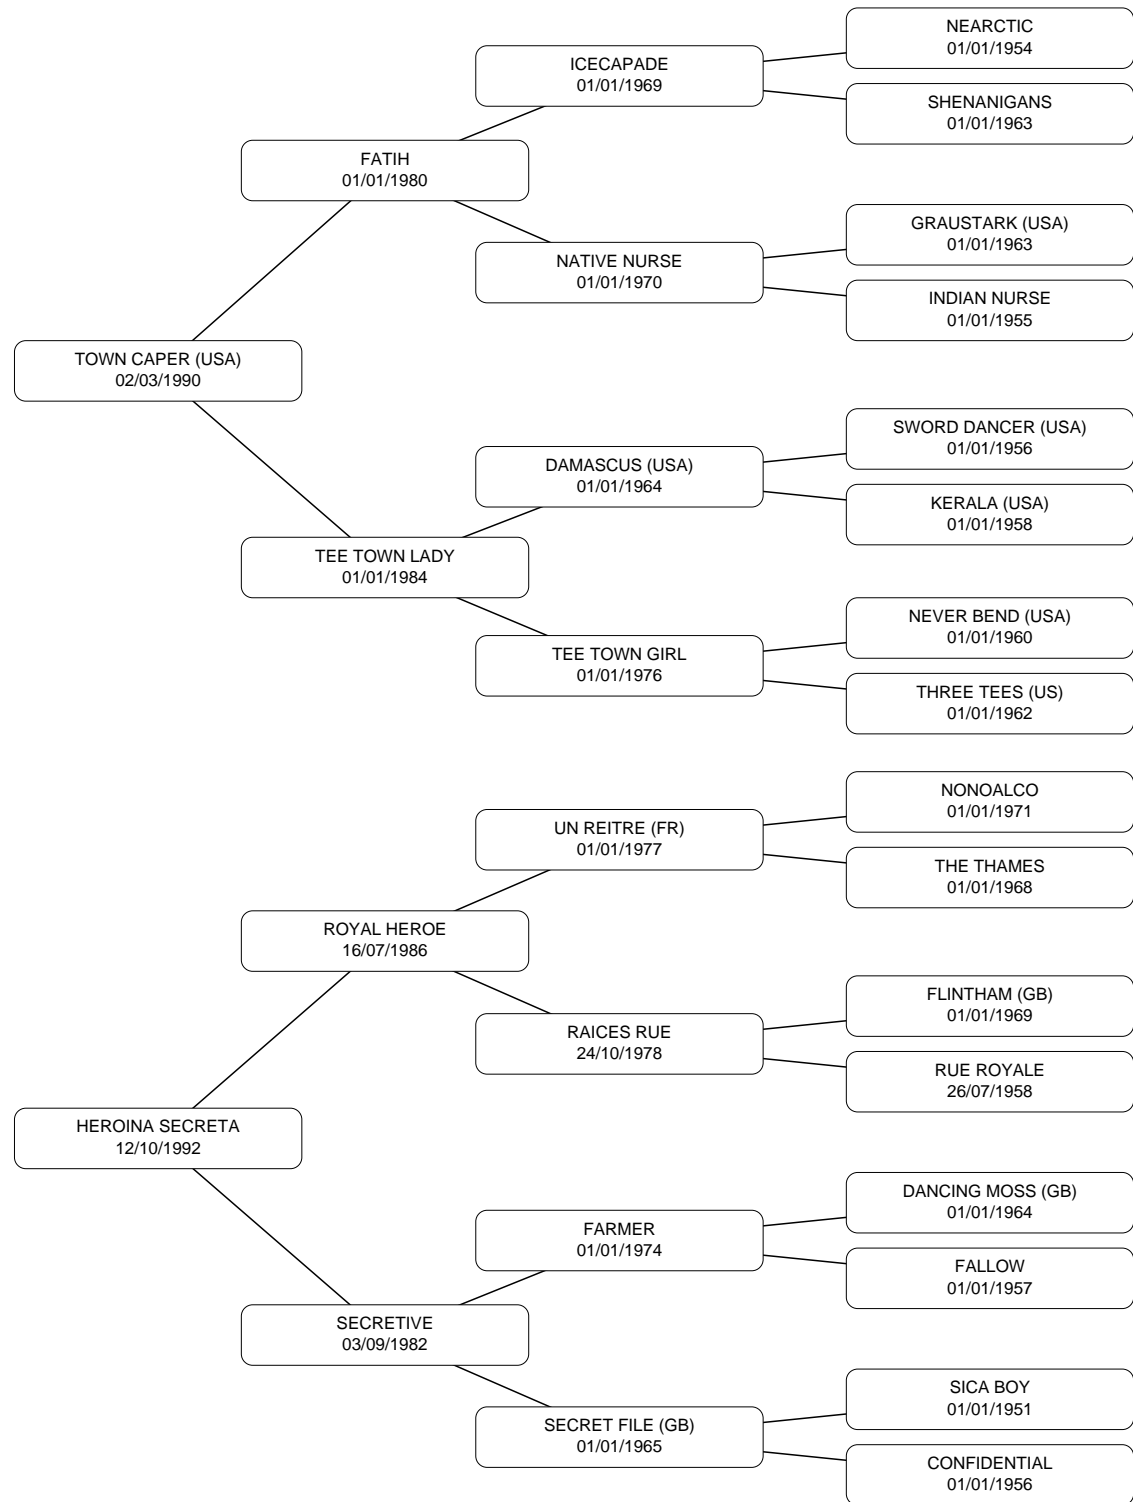 NEARCTIC
01/01/1954
ICECAPADE
01/01/1969
SHENANIGANS
01/01/1963
FATIH
01/01/1980
GRAUSTARK (USA)
01/01/1963
NATIVE NURSE
01/01/1970
INDIAN NURSE
01/01/1955
TOWN CAPER (USA)
02/03/1990
SWORD DANCER (USA)
01/01/1956
DAMASCUS (USA)
01/01/1964
KERALA (USA)
01/01/1958
TEE TOWN LADY
01/01/1984
NEVER BEND (USA)
01/01/1960
TEE TOWN GIRL
01/01/1976
THREE TEES (US)
01/01/1962
NONOALCO
01/01/1971
UN REITRE (FR)
01/01/1977
THE THAMES
01/01/1968
ROYAL HEROE
16/07/1986
FLINTHAM (GB)
01/01/1969
RAICES RUE
24/10/1978
RUE ROYALE
26/07/1958
HEROINA SECRETA
12/10/1992
DANCING MOSS (GB)
01/01/1964
FARMER
01/01/1974
FALLOW
01/01/1957
SECRETIVE
03/09/1982
SICA BOY
01/01/1951
SECRET FILE (GB)
01/01/1965
CONFIDENTIAL
01/01/1956